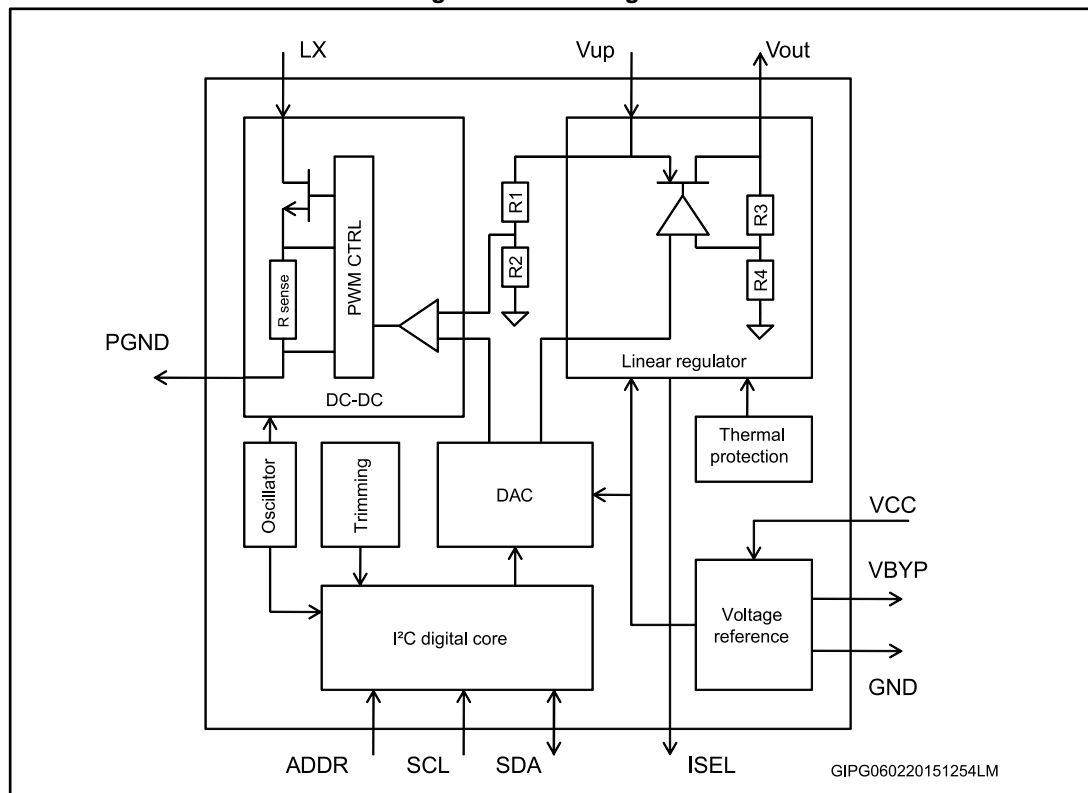 LX
Vup
Vout
R1
R2
R3
R4
PWM CTRL
R sense
PGND
DC-DC
Linear regulator
Thermal
protection
Oscillator
Trimming
DAC
VCC
VBYP
Voltage
reference
GND
I²C digital core
ADDR
SCL
SDA
ISEL
GIPG060220151254LM